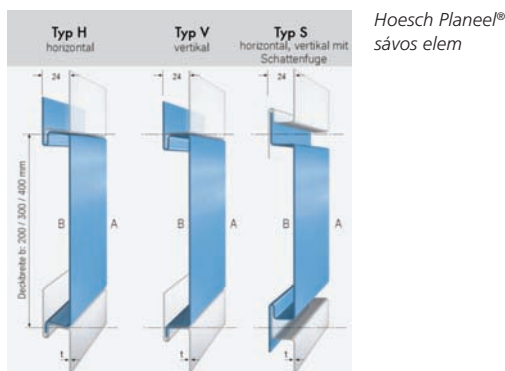 Typ H
horizontal
Typ V
vertikal
Typ S
horizontal, vertikal mit
Schattenfuge
24
24
24
Deckbreite b: 200 / 300 / 400 mm
B
A
B
A
B
A
t
t
t
Hoesch Planeel®
sávos elem